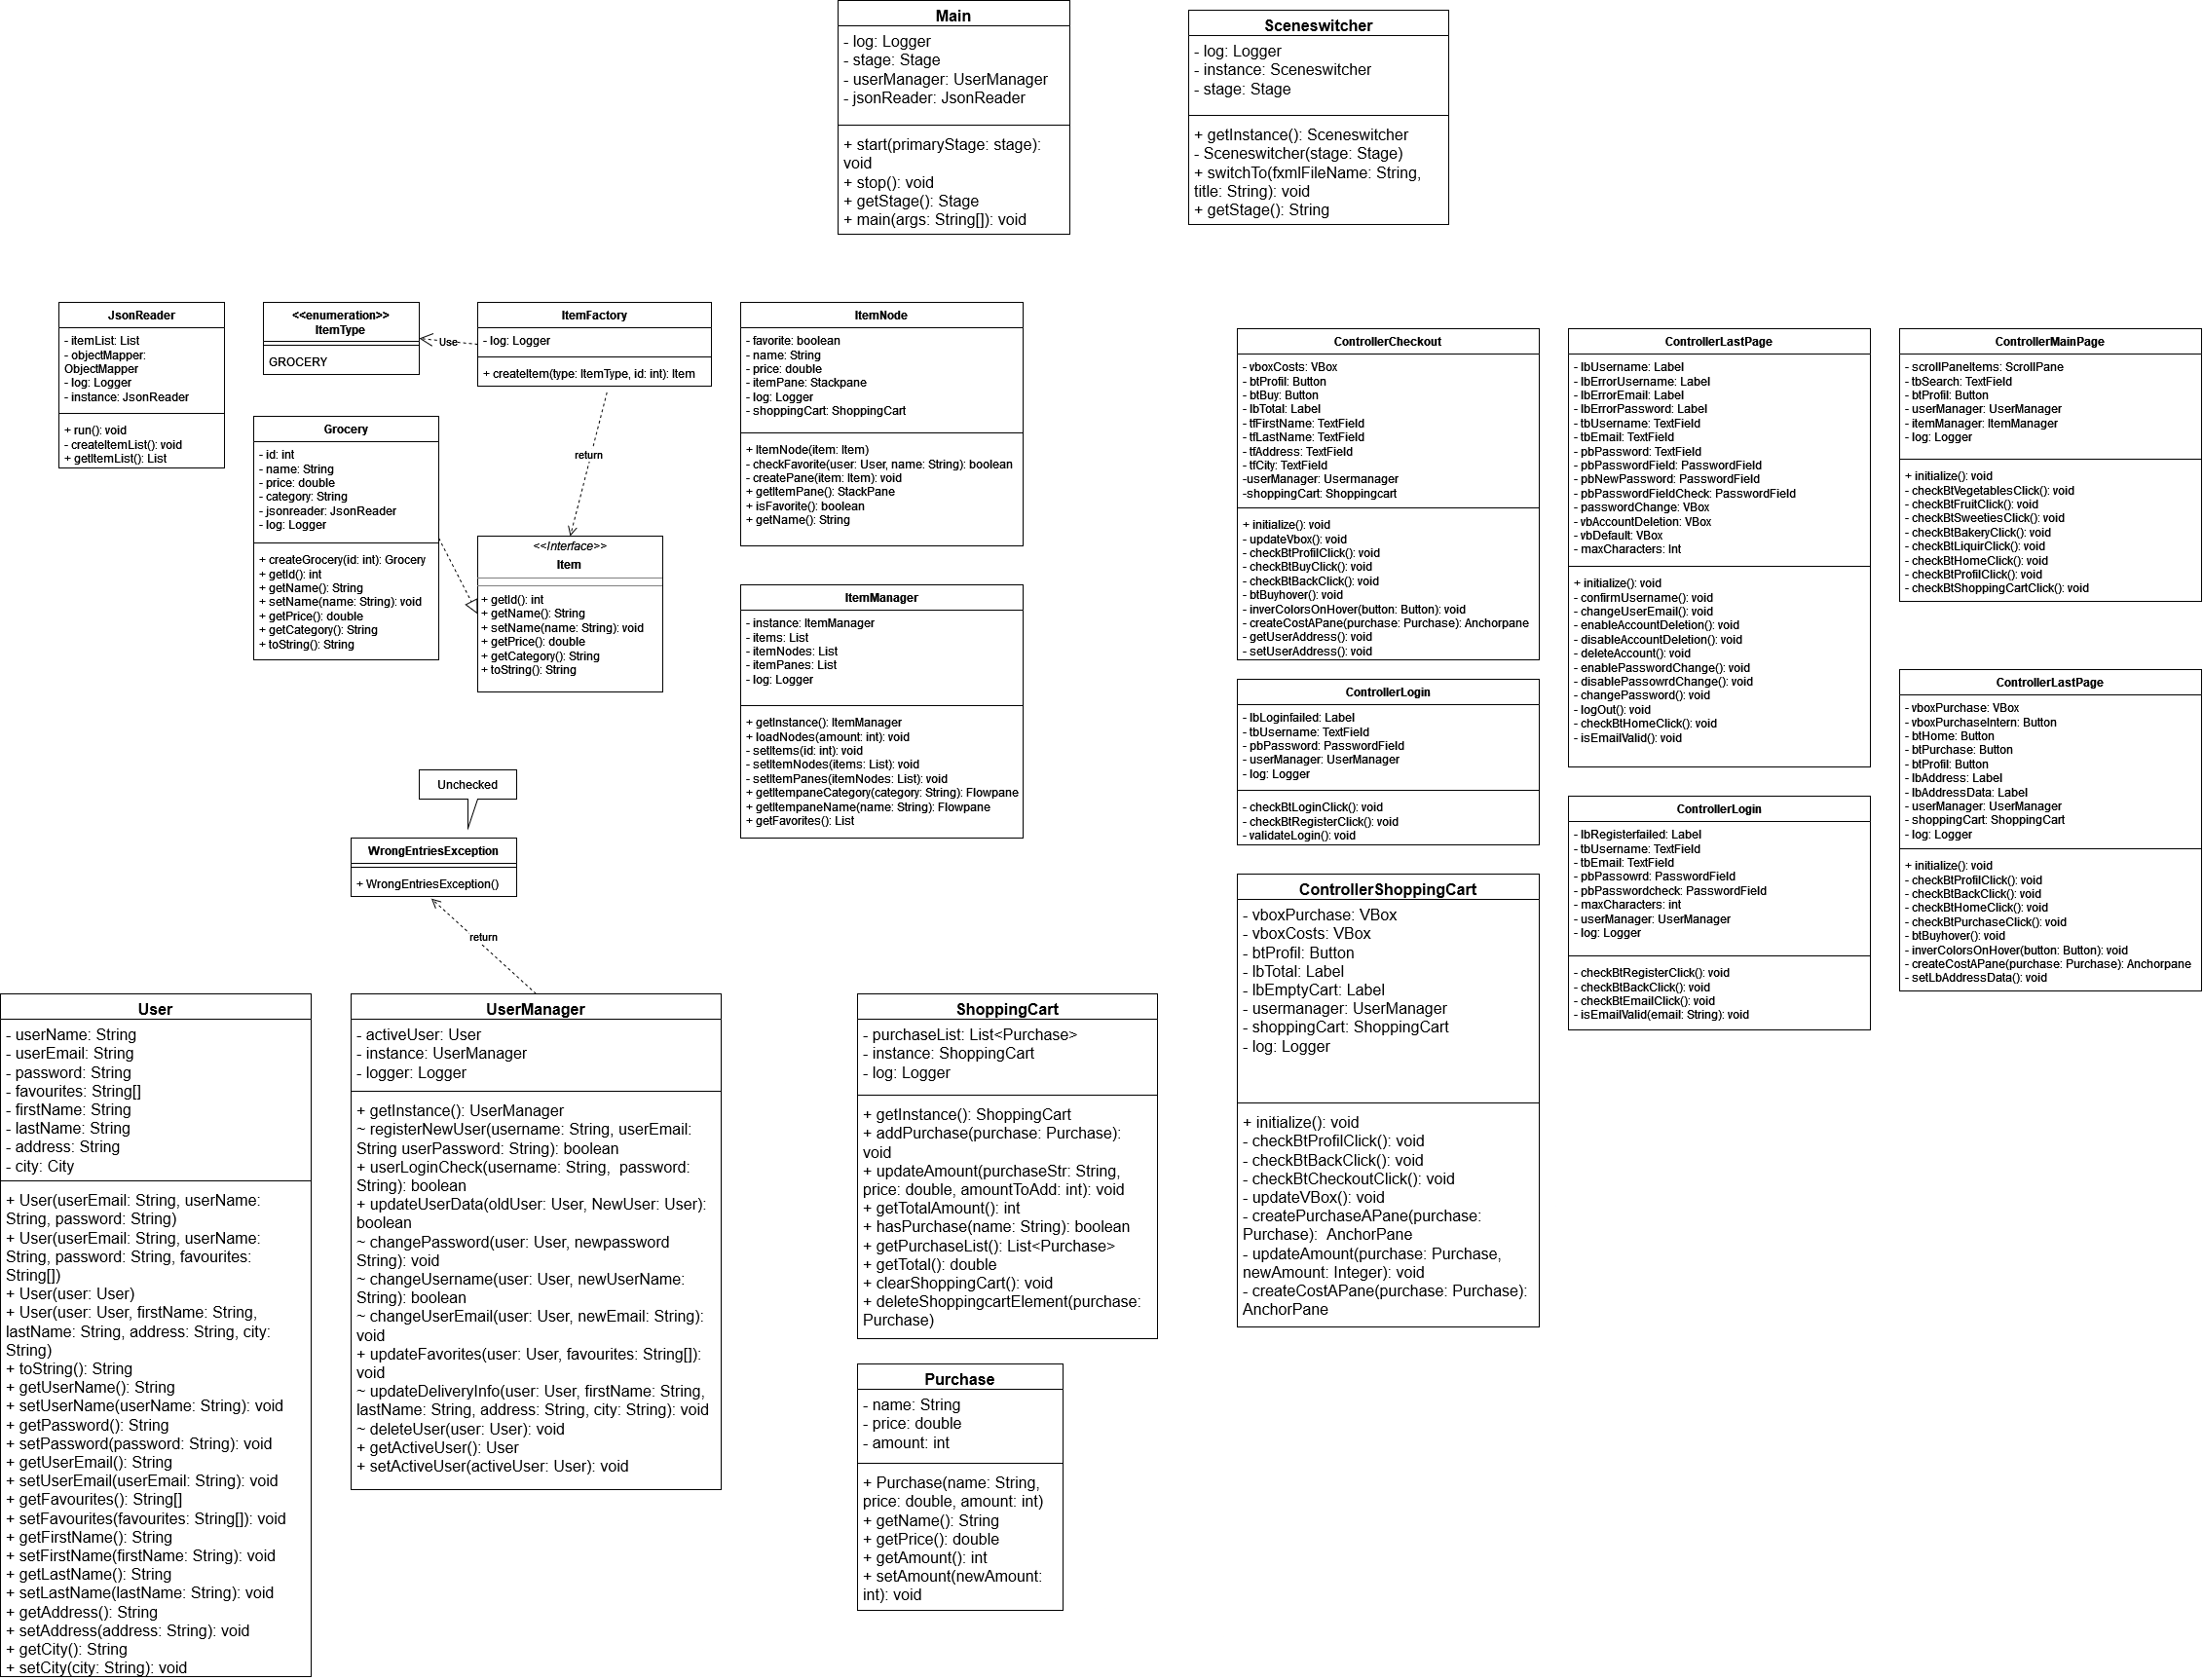 Main
- log: Logger
- stage: Stage
- userManager: UserManager
- jsonReader: JsonReader
+ start(primaryStage: stage):
void
+ stop(): void
+ getStage(): Stage
+ main(args: String[]): void
Sceneswitcher
- log: Logger
- instance: Sceneswitcher
- stage: Stage
+ getInstance(): Sceneswitcher
- Sceneswitcher(stage: Stage)
+ switchTo(fxmlFileName: String,
title: String): void
+ getStage(): String
JsonReader
- itemList: List
- objectMapper:
ObjectMapper
- log: Logger
- instance: JsonReader
+ run(): void
- createItemList(): void
+ getItemList(): List
<<enumeration>>
ItemType
GROCERY
Use
ItemFactory
- log: Logger
+ createItem(type: ItemType, id: int): Item
return
Grocery
- id: int
- name: String
- price: double
- category: String
- jsonreader: JsonReader
- log: Logger
+ createGrocery(id: int): Grocery
+ getId(): int
+ getName(): String
+ setName(name: String): void
+ getPrice(): double
+ getCategory(): String
+ toString(): String
<<Interface>>
Item
+ getId(): int
+ getName(): String
+ setName(name: String): void
+ getPrice(): double
+ getCategory(): String
+ toString(): String
ItemNode
- favorite: boolean
- name: String
- price: double
- itemPane: Stackpane
- log: Logger
- shoppingCart: ShoppingCart
+ ItemNode(item: Item)
- checkFavorite(user: User, name: String): boolean
- createPane(item: Item): void
+ getItemPane(): StackPane
+ isFavorite(): boolean
+ getName(): String
ItemManager
- instance: ItemManager
- items: List
- itemNodes: List
- itemPanes: List
- log: Logger
+ getInstance(): ItemManager
+ loadNodes(amount: int): void
- setItems(id: int): void
- setItemNodes(items: List): void
- setItemPanes(itemNodes: List): void
+ getItempaneCategory(category: String): Flowpane
+ getItempaneName(name: String): Flowpane
+ getFavorites(): List
ControllerCheckout
- vboxCosts: VBox
- btProfil: Button
- btBuy: Button
- lbTotal: Label
- tfFirstName: TextField
- tfLastName: TextField
- tfAddress: TextField
- tfCity: TextField
-userManager: Usermanager
-shoppingCart: Shoppingcart
+ initialize(): void
- updateVbox(): void
- checkBtProfilClick(): void
- checkBtBuyClick(): void
- checkBtBackClick(): void
- btBuyhover(): void
- inverColorsOnHover(button: Button): void
- createCostAPane(purchase: Purchase): Anchorpane
- getUserAddress(): void
- setUserAddress(): void
ControllerLastPage
- lbUsername: Label
- lbErrorUsername: Label
- lbErrorEmail: Label
- lbErrorPassword: Label
- tbUsername: TextField
- tbEmail: TextField
- pbPassword: TextField
- pbPasswordField: PasswordField
- pbNewPassword: PasswordField
- pbPasswordFieldCheck: PasswordField
- passwordChange: VBox
- vbAccountDeletion: VBox
- vbDefault: VBox
- maxCharacters: Int
+ initialize(): void
- confirmUsername(): void
- changeUserEmail(): void
- enableAccountDeletion(): void
- disableAccountDeletion(): void
- deleteAccount(): void
- enablePasswordChange(): void
- disablePassowrdChange(): void
- changePassword(): void
- logOut(): void
- checkBtHomeClick(): void
- isEmailValid(): void
ControllerMainPage
- scrollPaneItems: ScrollPane
- tbSearch: TextField
- btProfil: Button
- userManager: UserManager
- itemManager: ItemManager
- log: Logger
+ initialize(): void
- checkBtVegetablesClick(): void
- checkBtFruitClick(): void
- checkBtSweetiesClick(): void
- checkBtBakeryClick(): void
- checkBtLiquirClick(): void
- checkBtHomeClick(): void
- checkBtProfilClick(): void
- checkBtShoppingCartClick(): void
ControllerLogin
- lbLoginfailed: Label
- tbUsername: TextField
- pbPassword: PasswordField
- userManager: UserManager
- log: Logger
- checkBtLoginClick(): void
- checkBtRegisterClick(): void
- validateLogin(): void
ControllerLastPage
- vboxPurchase: VBox
- vboxPurchaseIntern: Button
- btHome: Button
- btPurchase: Button
- btProfil: Button
- lbAddress: Label
- lbAddressData: Label
- userManager: UserManager
- shoppingCart: ShoppingCart
- log: Logger
+ initialize(): void
- checkBtProfilClick(): void
- checkBtBackClick(): void
- checkBtHomeClick(): void
- checkBtPurchaseClick(): void
- btBuyhover(): void
- inverColorsOnHover(button: Button): void
- createCostAPane(purchase: Purchase): Anchorpane
- setLbAddressData(): void
ControllerLogin
- lbRegisterfailed: Label
- tbUsername: TextField
- tbEmail: TextField
- pbPassowrd: PasswordField
- pbPasswordcheck: PasswordField
- maxCharacters: int
- userManager: UserManager
- log: Logger
- checkBtRegisterClick(): void
- checkBtBackClick(): void
- checkBtEmailClick(): void
- isEmailValid(email: String): void
ControllerShoppingCart
- vboxPurchase: VBox
- vboxCosts: VBox
- btProfil: Button
- lbTotal: Label
- lbEmptyCart: Label
- usermanager: UserManager
- shoppingCart: ShoppingCart
- log: Logger
+ initialize(): void
- checkBtProfilClick(): void
- checkBtBackClick(): void
- checkBtCheckoutClick(): void
- updateVBox(): void
- createPurchaseAPane(purchase:
Purchase): AnchorPane
- updateAmount(purchase: Purchase,
newAmount: Integer): void
- createCostAPane(purchase: Purchase):
AnchorPane
Unchecked
WrongEntriesException
+ WrongEntriesException()
return
User
- userName: String
- userEmail: String
- password: String
- favourites: String[]
- firstName: String
- lastName: String
- address: String
- city: City
+ User(userEmail: String, userName:
String, password: String)
+ User(userEmail: String, userName:
String, password: String, favourites:
String[])
+ User(user: User)
+ User(user: User, firstName: String,
lastName: String, address: String, city:
String)
+ toString(): String
+ getUserName(): String
+ setUserName(userName: String): void
+ getPassword(): String
+ setPassword(password: String): void
+ getUserEmail(): String
+ setUserEmail(userEmail: String): void
+ getFavourites(): String[]
+ setFavourites(favourites: String[]): void
+ getFirstName(): String
+ setFirstName(firstName: String): void
+ getLastName(): String
+ setLastName(lastName: String): void
+ getAddress(): String
+ setAddress(address: String): void
+ getCity(): String
+ setCity(city: String): void
UserManager
- activeUser: User
- instance: UserManager
- logger: Logger
+ getInstance(): UserManager
~ registerNewUser(username: String, userEmail:
String userPassword: String): boolean
+ userLoginCheck(username: String, password:
String): boolean
+ updateUserData(oldUser: User, NewUser: User):
boolean
~ changePassword(user: User, newpassword
String): void
~ changeUsername(user: User, newUserName:
String): boolean
~ changeUserEmail(user: User, newEmail: String):
void
+ updateFavorites(user: User, favourites: String[]):
void
~ updateDeliveryInfo(user: User, firstName: String,
lastName: String, address: String, city: String): void
~ deleteUser(user: User): void
+ getActiveUser(): User
+ setActiveUser(activeUser: User): void
ShoppingCart
- purchaseList: List<Purchase>
- instance: ShoppingCart
- log: Logger
+ getInstance(): ShoppingCart
+ addPurchase(purchase: Purchase):
void
+ updateAmount(purchaseStr: String,
price: double, amountToAdd: int): void
+ getTotalAmount(): int
+ hasPurchase(name: String): boolean
+ getPurchaseList(): List<Purchase>
+ getTotal(): double
+ clearShoppingCart(): void
+ deleteShoppingcartElement(purchase:
Purchase)
Purchase
- name: String
- price: double
- amount: int
+ Purchase(name: String,
price: double, amount: int)
+ getName(): String
+ getPrice(): double
+ getAmount(): int
+ setAmount(newAmount:
int): void